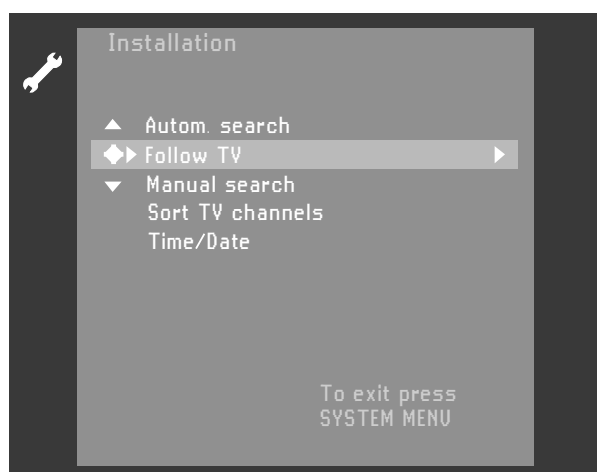 Installation
Autom. search
Follow TV
Manual search
Sort TV channels
Time/Date
To exit press
SYSTEM MENU